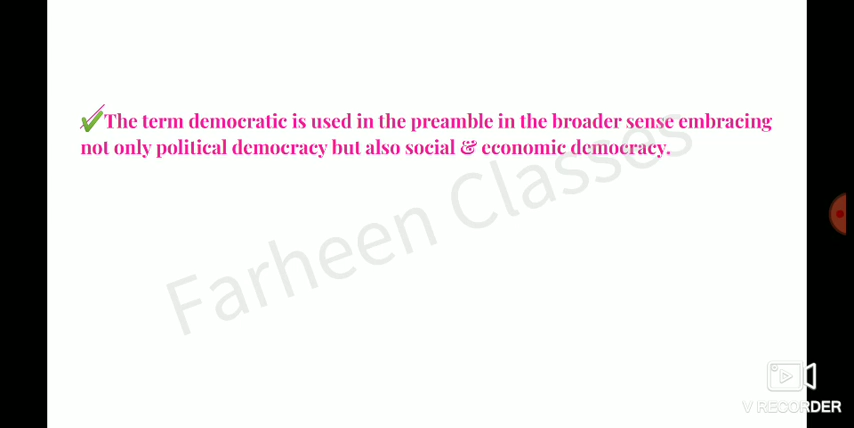 ✔The term democratic is used in the preamble in the broader sense embracing
not only political democracy but also social & economic democracy.
Farheen Classes
V RECORDER